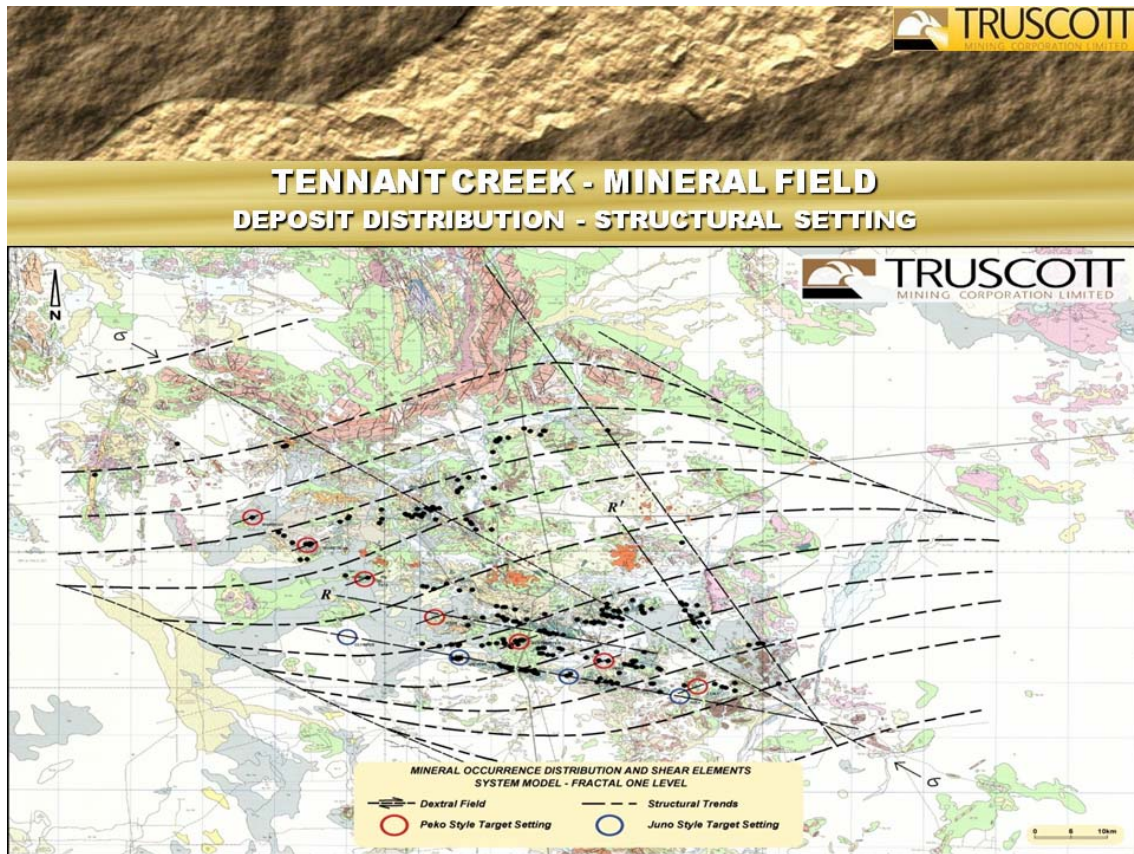 TRUSCOTT
MINING CORPORATION LIMITED
TENNANT CREEK - MINERAL FIELD
DEPOSIT DISTRIBUTION - STRUCTURAL SETTING
TRUSCOTT
MINING CORPORATION LIMITED
N
σ
R'
R
σ
MINERAL OCCURRENCE DISTRIBUTION AND SHEAR ELEMENTS
SYSTEM MODEL - FRACTAL ONE LEVEL
Dextral Field
Structural Trends
Peko Style Target Setting
Juno Style Target Setting
0
10km